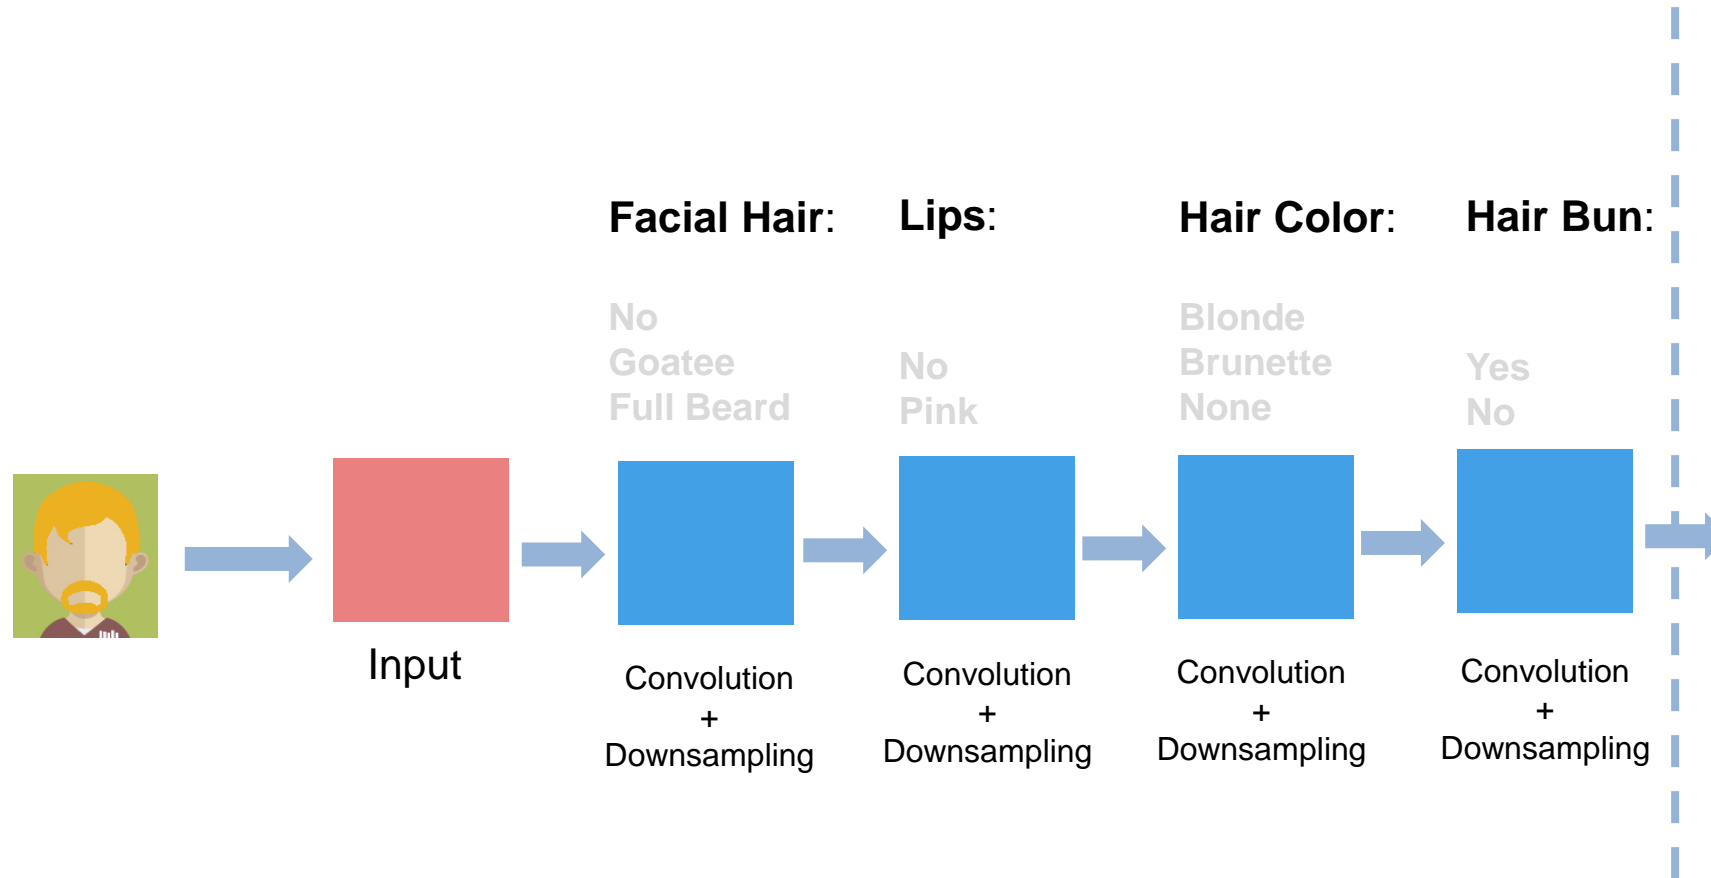 Facial Hair:
No
Goatee
Full Beard
Lips:
No
Pink
Hair Color:
Blonde
Brunette
None
Hair Bun:
Yes
No
Input
Convolution
+
Downsampling
Convolution
+
Downsampling
Convolution
+
Downsampling
Convolution
+
Downsampling